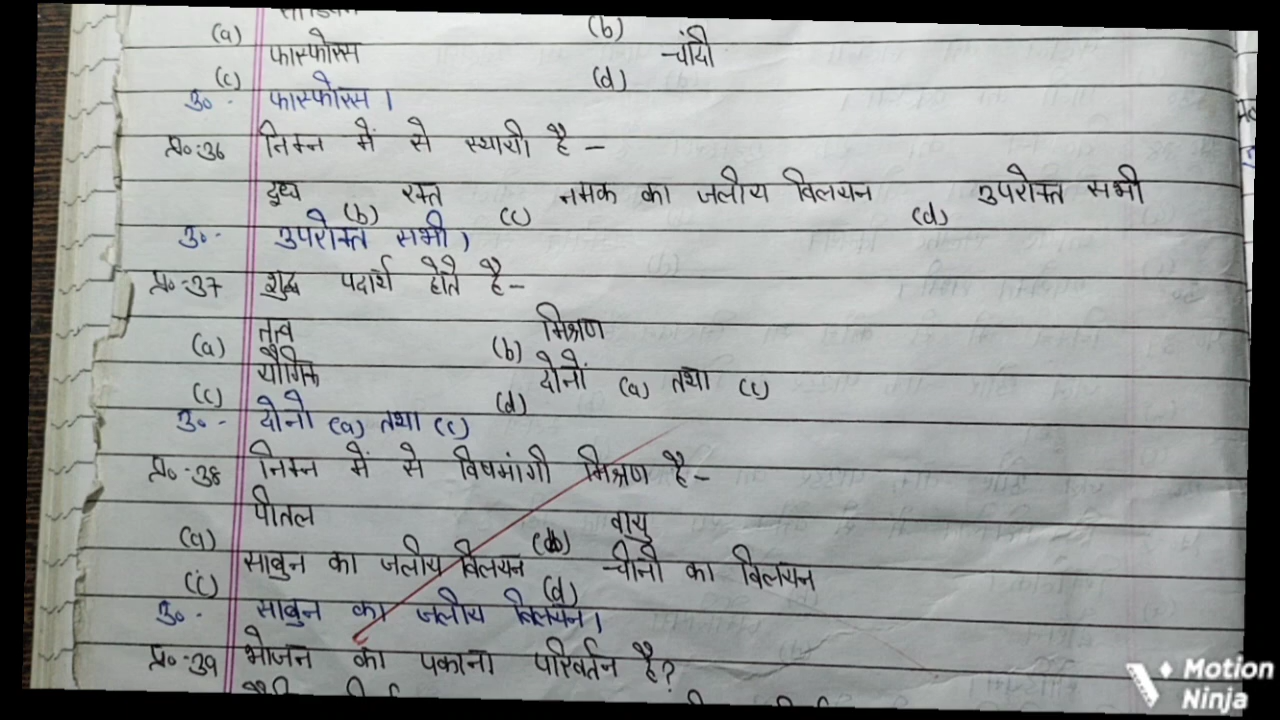 (a) (b)
फास्फोरस चांदी
(c) (d)
उ०- फास्फोरस।
प्र०-36 निम्न में से स्थायी है –
दुग्ध रक्त नमक का जलीय विलयन उपरोक्त सभी
(b) (c) (d)
उ०- उपरोक्त सभी।
प्र०-37 शुद्ध पदार्थ होते है –
तत्व मिश्रण
(a) (b)
यौगिक दोनों (a) तथा (c)
(c) (d)
उ०- दोनो (a) तथा (c)
प्र०-38 निम्न में से विषमांगी मिश्रण है –
पीतल वायु
(a) (b)
साबुन का जलीय विलयन चीनी का विलयन
(c) (d)
उ०- साबुन का जलीय विलयन।
प्र०-39 भोजन का पकाना परिवर्तन है?
Motion
Ninja